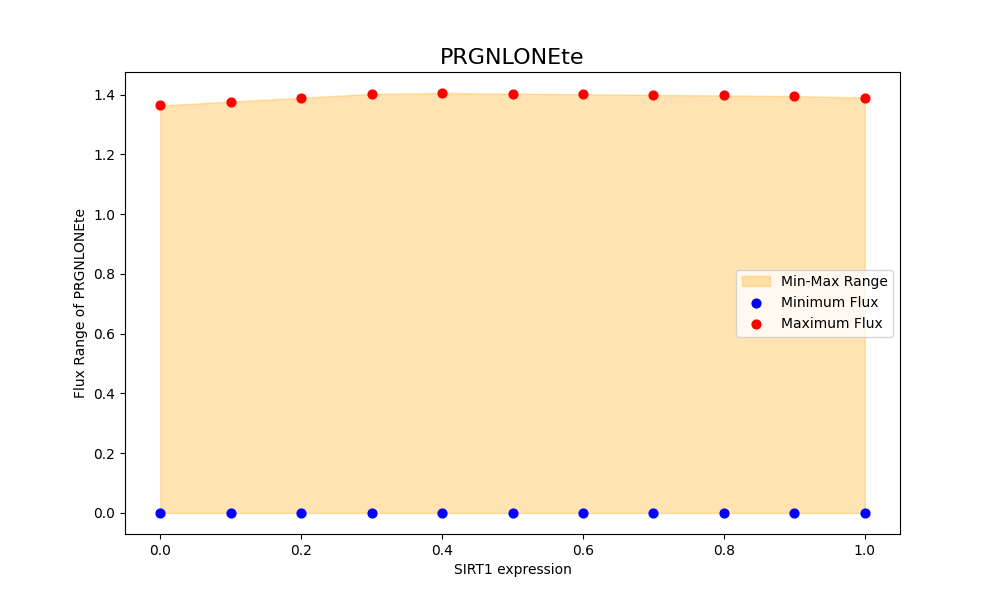 PRGNLONEte
Flux Range of PRGNLONEte
1.4
1.2
1.0
0.8
0.6
0.4
0.2
0.0
Min-Max Range
Minimum Flux
Maximum Flux
0.0 0.2 0.4 0.6 0.8 1.0
SIRT1 expression